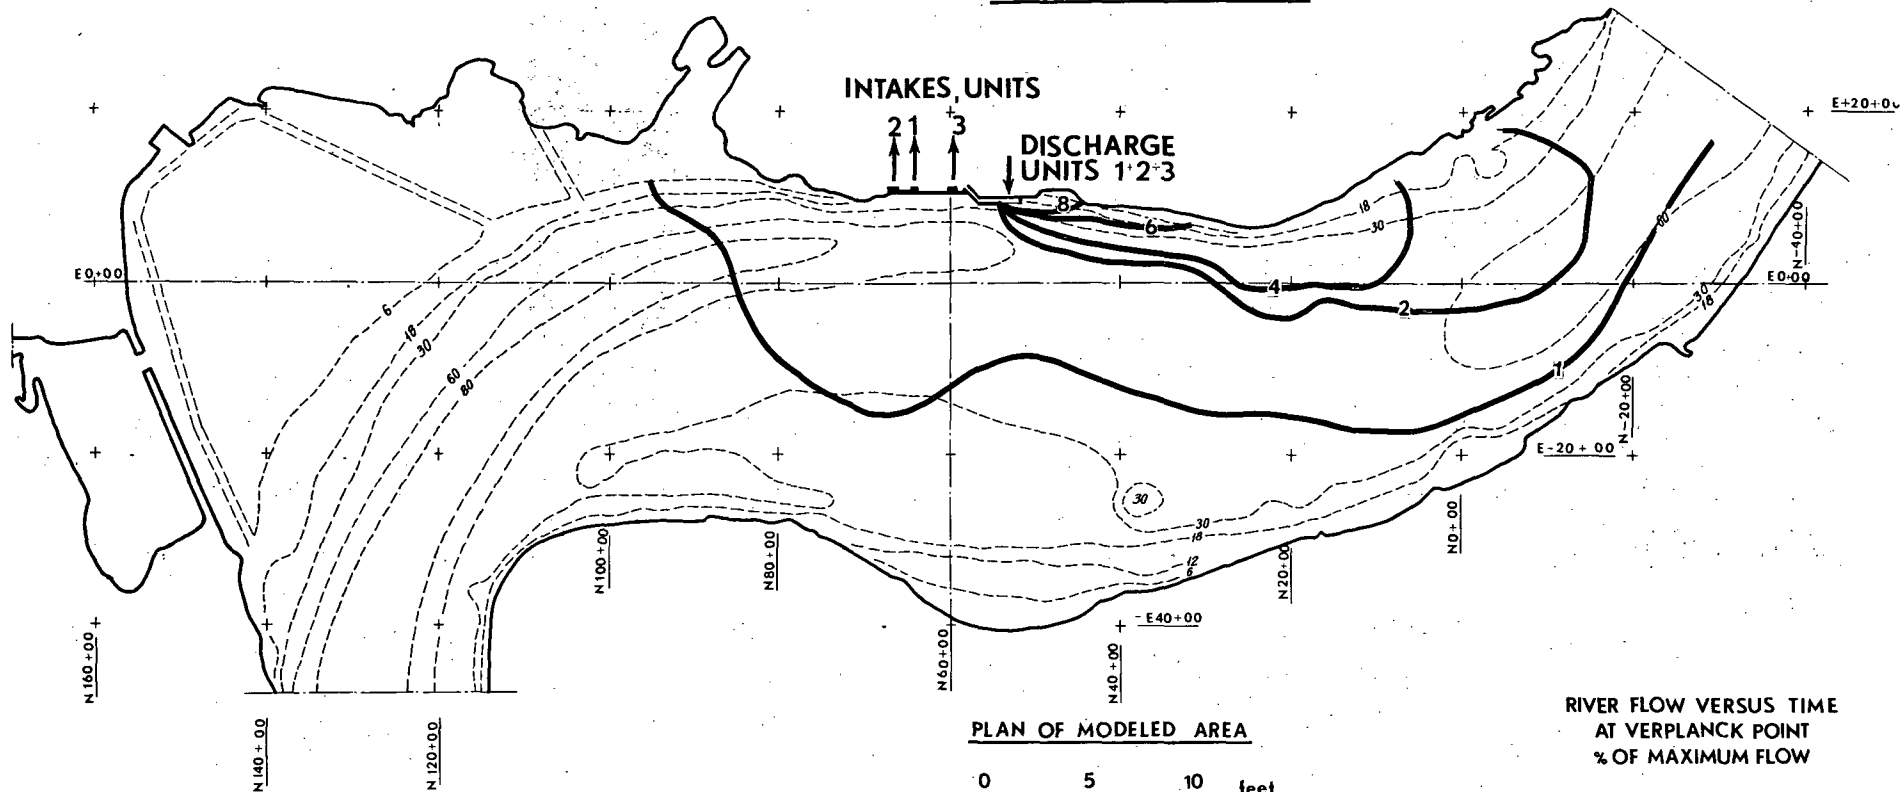 INTAKES, UNITS
2 1 3
DISCHARGE
UNITS 1+2+3
E+20+00
8
6
18
30
60
N-40+00
E0+00
E0+00
6
18
30
60
80
4
2
1
30
18
N-20+00
E-20+00
30
30
18
12
6
N100+00
N80+00
N20+00
N0+00
-E40+00
N160+00
N60+00
N40+00
N140+00
N120+00
PLAN OF MODELED AREA
0 5 10 feet
RIVER FLOW VERSUS TIME
AT VERPLANCK POINT
% OF MAXIMUM FLOW